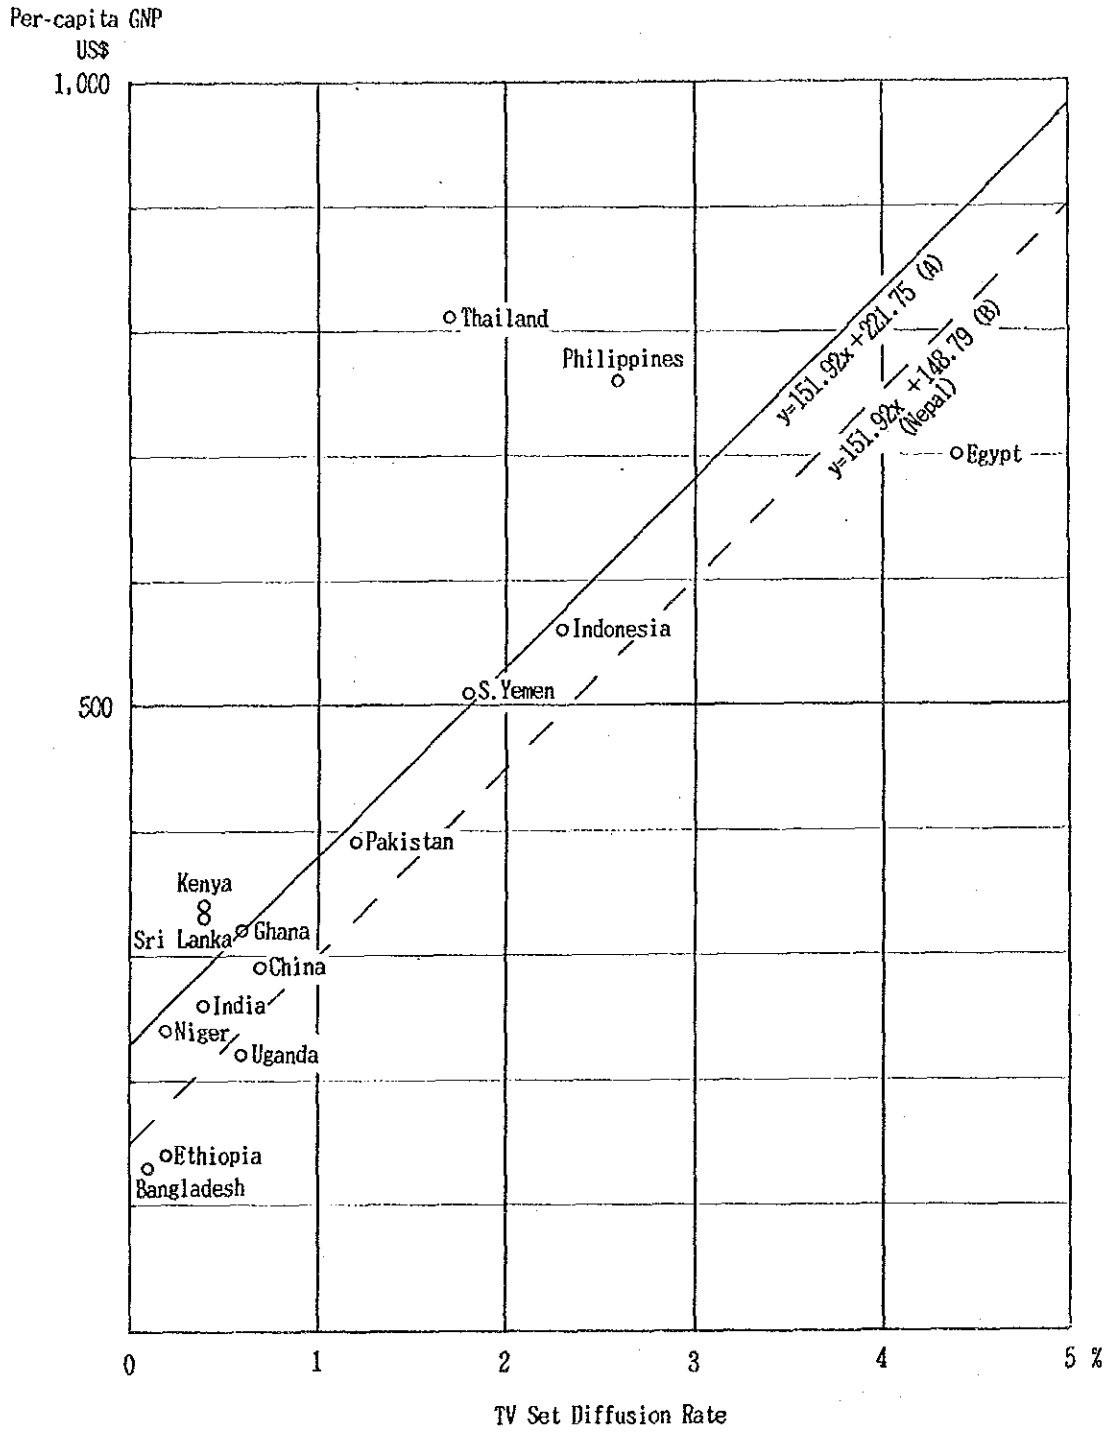 Per-capita GNP
US$
1,000
y=151.92x+221.75 (A)
Thailand
y=151.92x +148.79 (B)
(Nepal)
Philippines
Egypt
Indonesia
S.Yemen
500
Pakistan
Kenya
Sri Lanka
Ghana
China
India
Niger
Uganda
Ethiopia
Bangladesh
0 1 2 3 4 5 %
TV Set Diffusion Rate